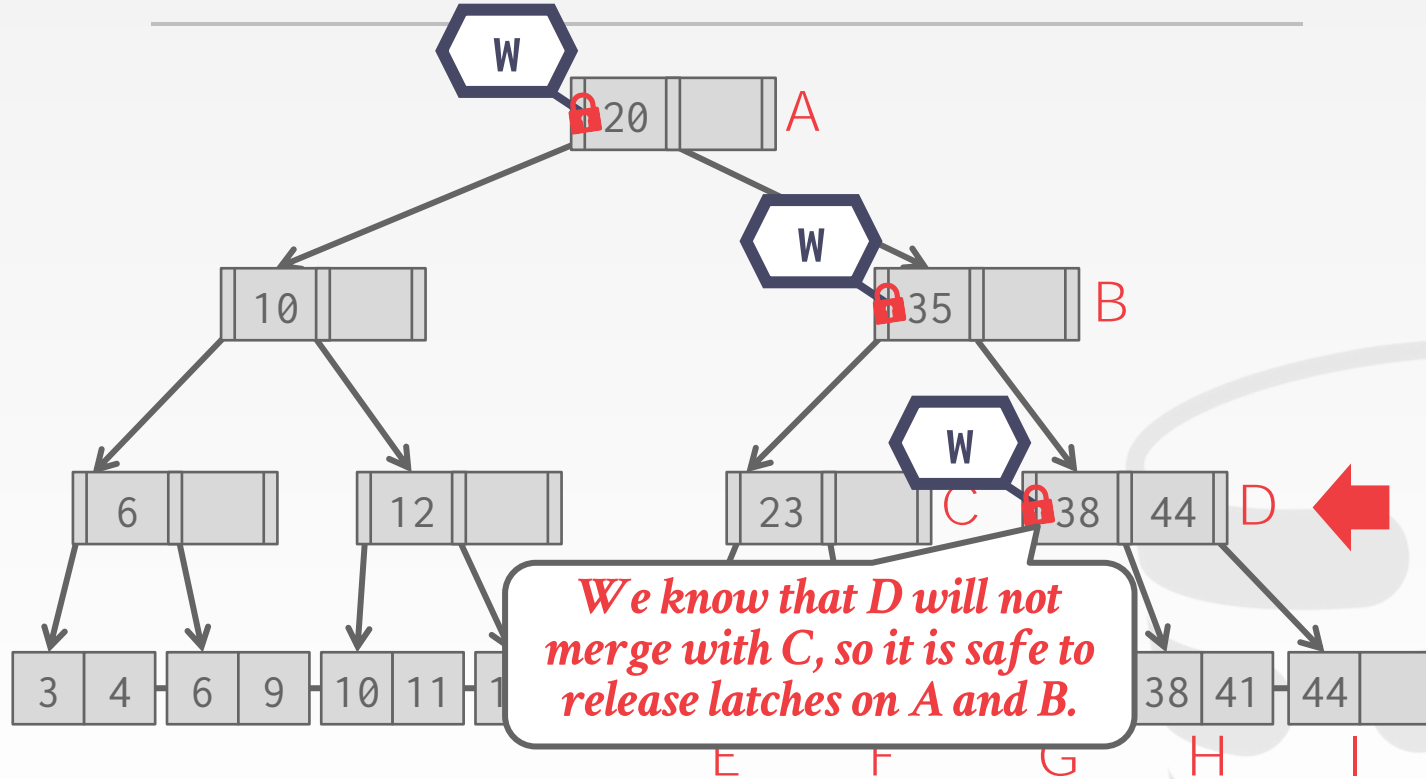 W
20
A
W
10
35
B
W
6
12
23
C
38 44
D
We know that D will not
merge with C, so it is safe to
release latches on A and B.
3 4
6 9
10 11
38 41
44
E F G H I